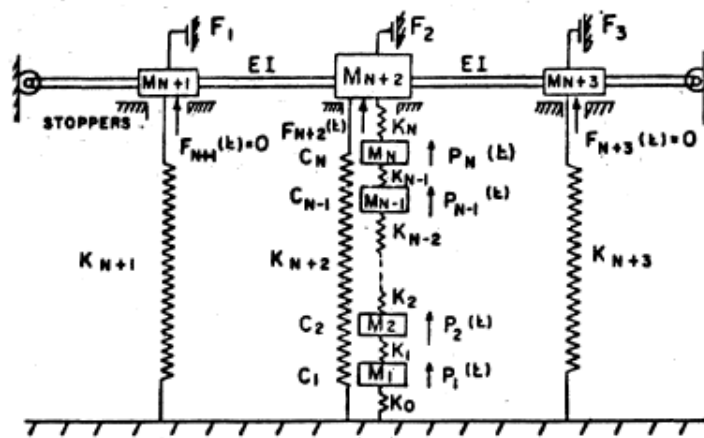 F1 F2 F3
EI EI
MN+1 MN+2 MN+3
STOPPERS
FN+1(t)=0 FN+2(t) KN FN+3(t)=0
CN MN PN(t)
KN-1
CN-1 MN-1 PN-1(t)
KN+1 KN+2 KN-2 KN+3
K2
C2 M2 P2(t)
K1
C1 M1 P1(t)
K0